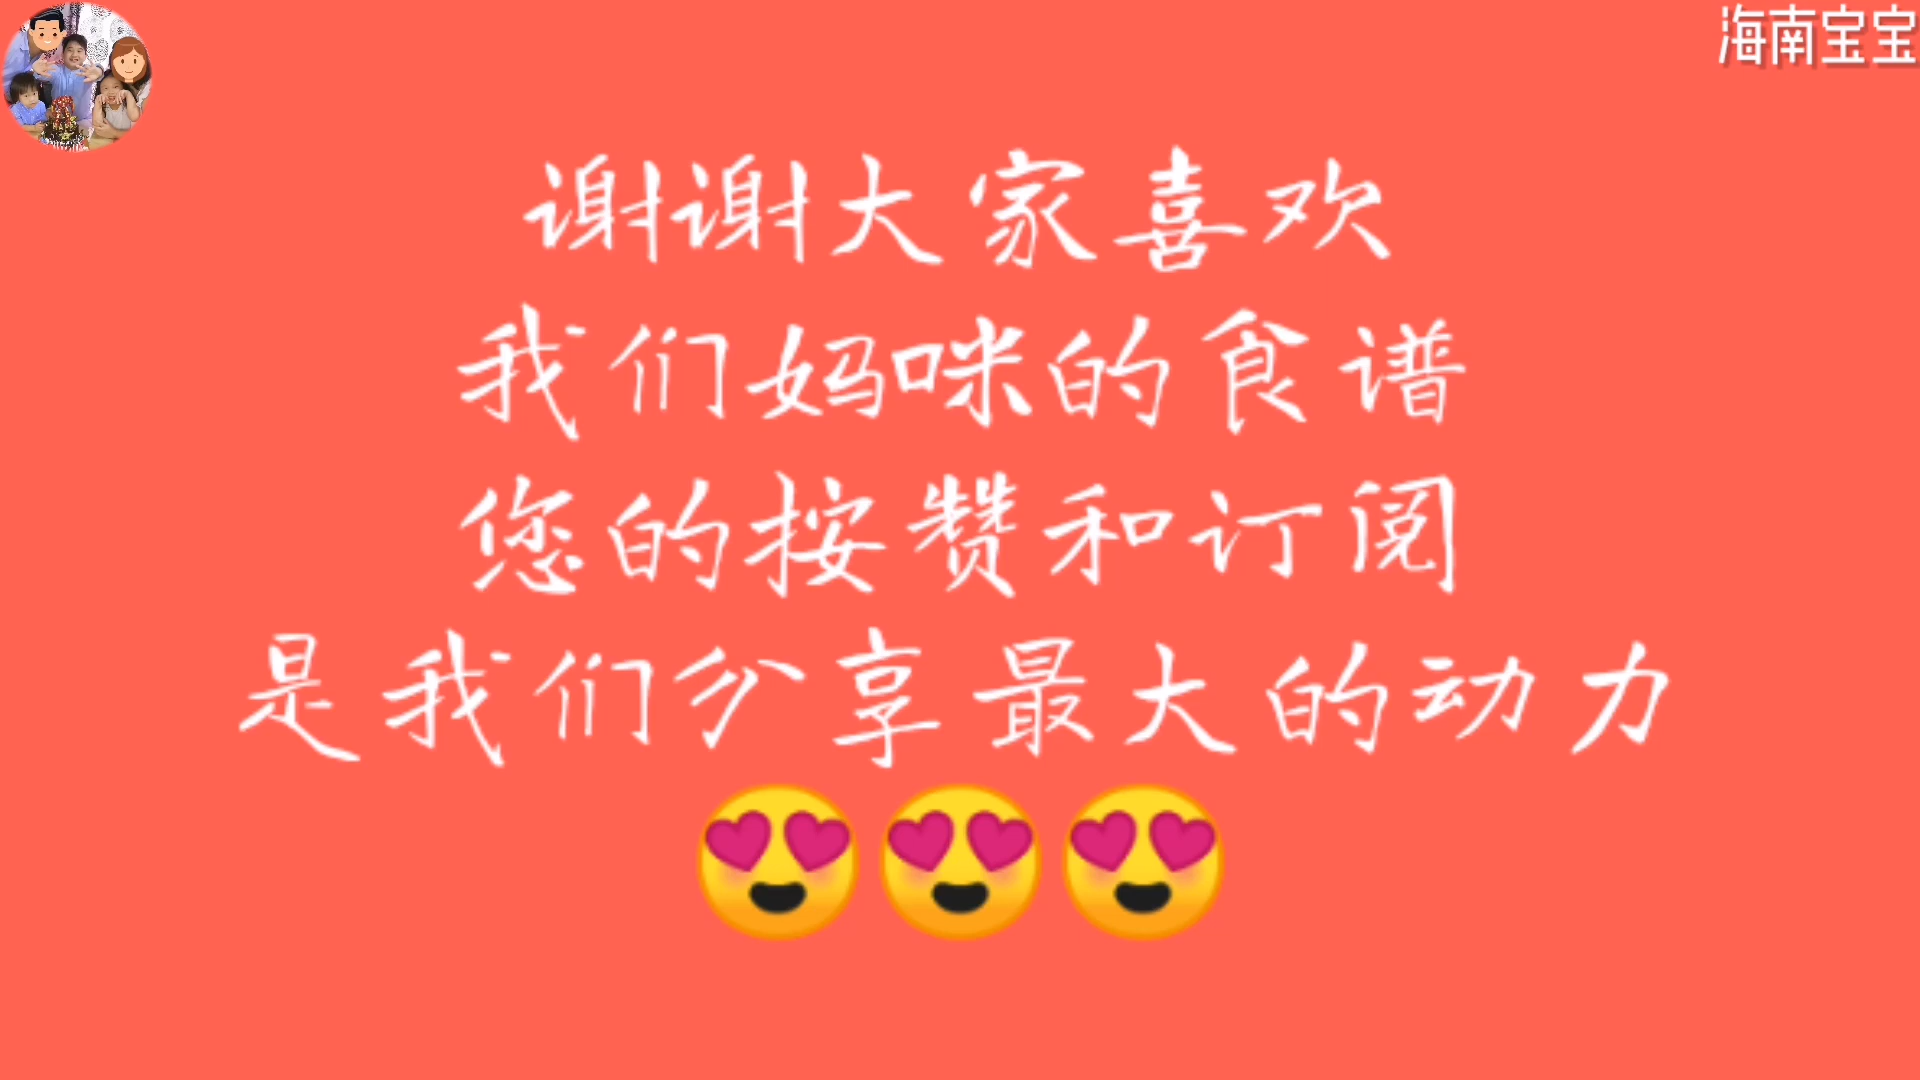 海南宝宝
谢谢大家喜欢
我们妈咪的食谱
您的按赞和订阅
是我们分享最大的动力